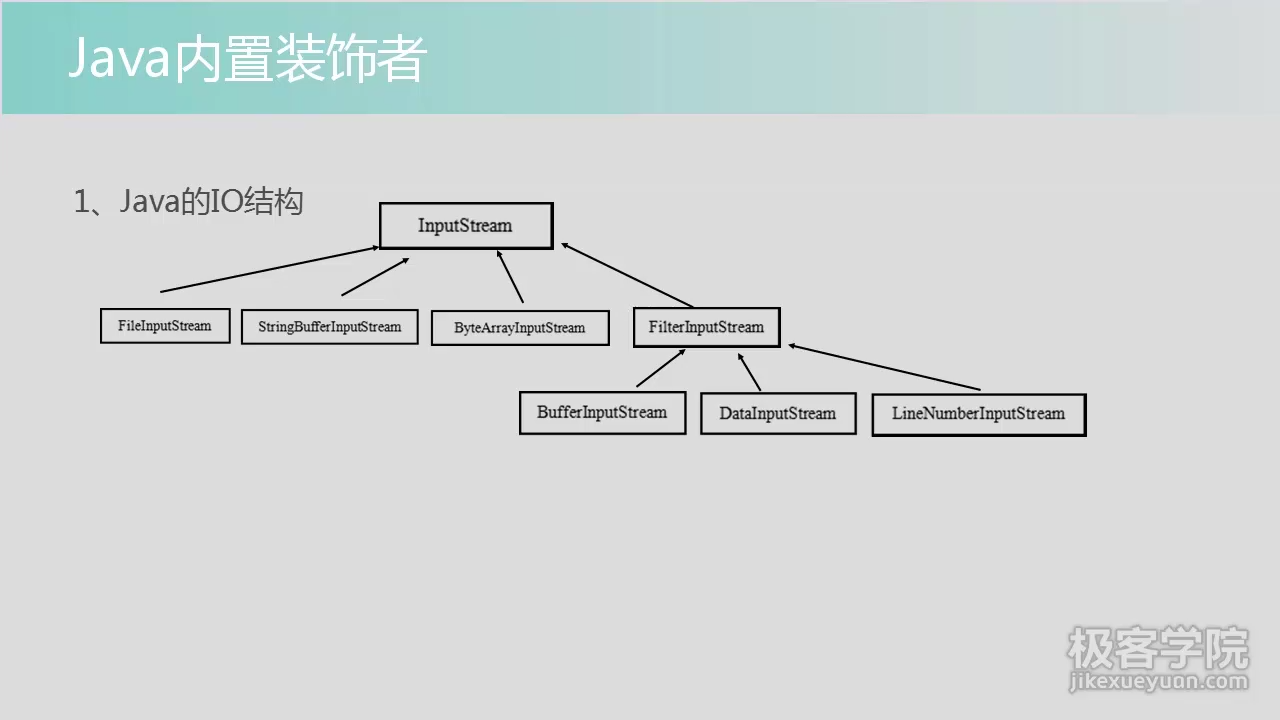 Java内置装饰者
1、Java的IO结构
InputStream
FileInputStream
StringBufferInputStream
ByteArrayInputStream
FilterInputStream
BufferInputStream
DataInputStream
LineNumberInputStream
极客学院
jikexueyuan.com